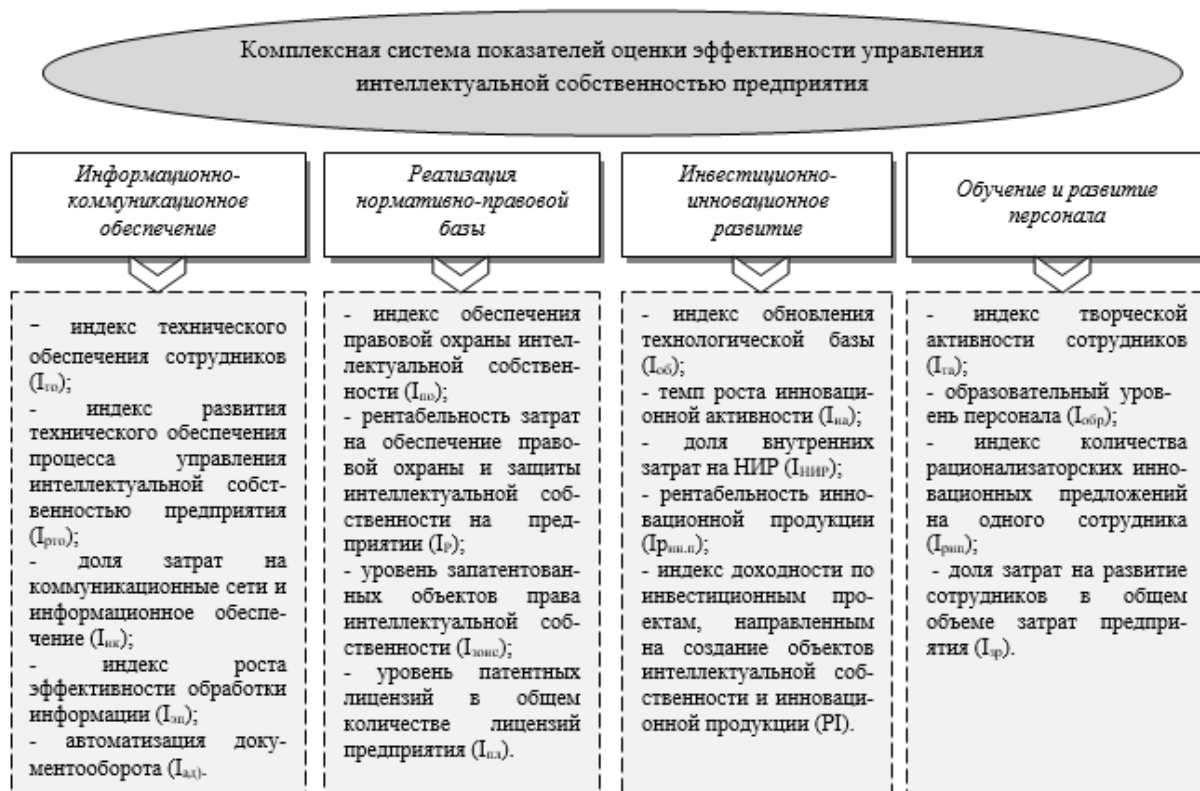 Комплексная система показателей оценки эффективности управления
интеллектуальной собственностью предприятия
Информационно-
коммуникационное
обеспечение
Реализация
нормативно-правовой
базы
Инвестиционно-
инновационное
развитие
Обучение и развитие
персонала
- индекс технического
обеспечения сотрудников
(Iто);
- индекс развития
технического обеспечения
процесса управления
интеллектуальной собст-
венностью предприятия
(Iрто);
- доля затрат на
коммуникационные сети и
информационное обеспе-
чение (Iик);
- индекс роста
эффективности обработки
информации (Iэп);
- автоматизация доку-
ментооборота (Iад).
- индекс обеспечения
правовой охраны интел-
лектуальной собствен-
ности (Iпо);
- рентабельность затрат
на обеспечение право-
вой охраны и защиты
интеллектуальной соб-
ственности на пред-
приятии (IР);
- уровень запатентован-
ных объектов права
интеллектуальной соб-
ственности (Iзоис);
- уровень патентных
лицензий в общем
количестве лицензий
предприятия (Iпл).
- индекс обновления
технологической базы
(Iоб);
- темп роста инноваци-
онной активности (Iиа);
- доля внутренних
затрат на НИР (IНИР);
- рентабельность инно-
вационной продукции
(Iрин.п);
- индекс доходности по
инвестиционным прое-
ктам, направленным
на создание объектов
интеллектуальной соб-
ственности и инноваци-
онной продукции (PI).
- индекс творческой
активности сотрудников
(Iта);
- образовательный уро-
вень персонала (Iобр);
- индекс количества
рационализаторских инно-
вационных предложений
на одного сотрудника
(Iрип);
- доля затрат на развитие
сотрудников в общем
объеме затрат предпри-
ятия (Iзр).